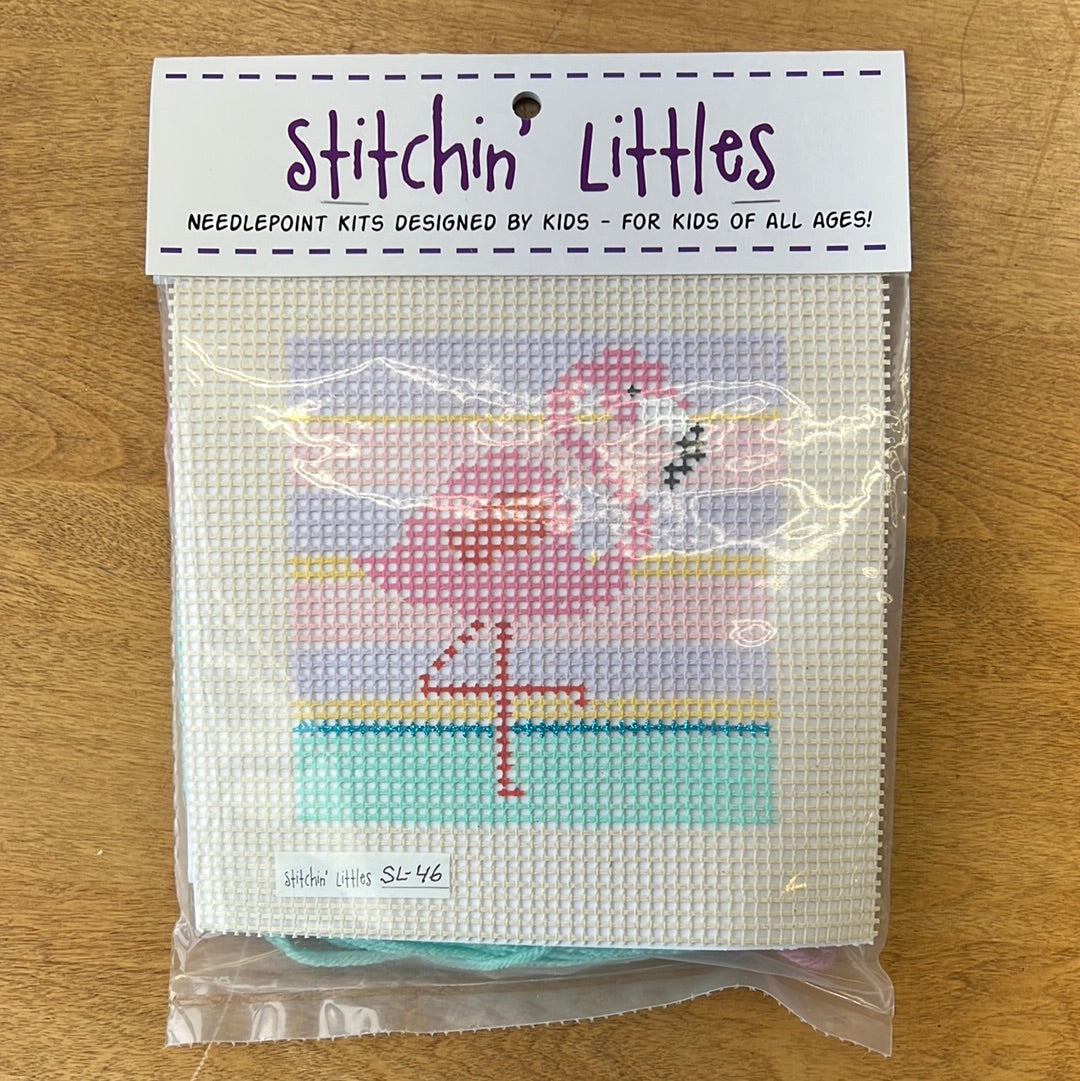 Stitchin' Littles
NEEDLEPOINT KITS DESIGNED BY KIDS - FOR KIDS OF ALL AGES!
Stitchin' Littles SL-46